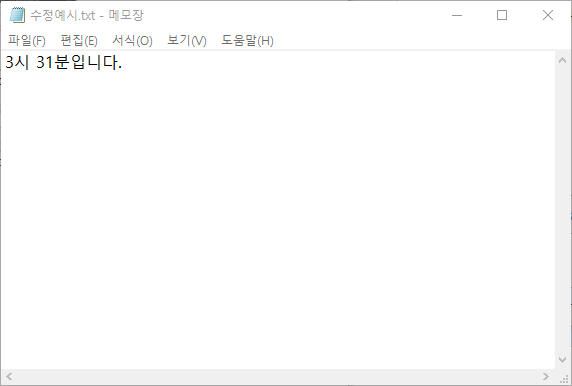 수정예시.txt - 메모장
파일(F) 편집(E) 서식(O) 보기(V) 도움말(H)
3시 31분입니다.